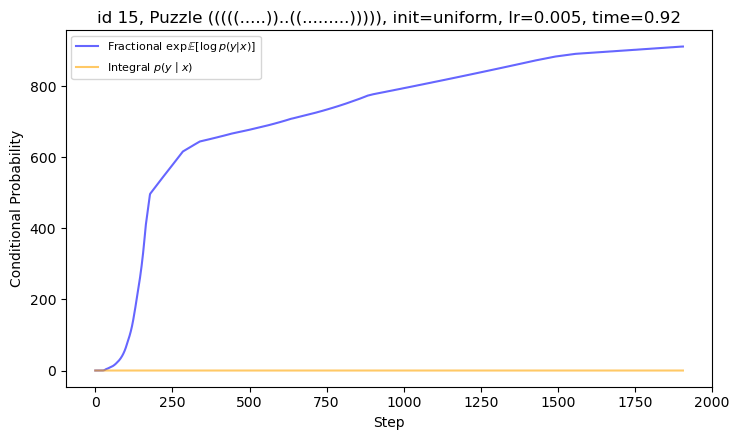 id 15, Puzzle (((((.....))..((.........))))), init=uniform, lr=0.005, time=0.92
Fractional exp𝔼[log p(y|x)]
Integral p(y | x)
Conditional Probability
800
600
400
200
0
0 250 500 750 1000 1250 1500 1750 2000
Step